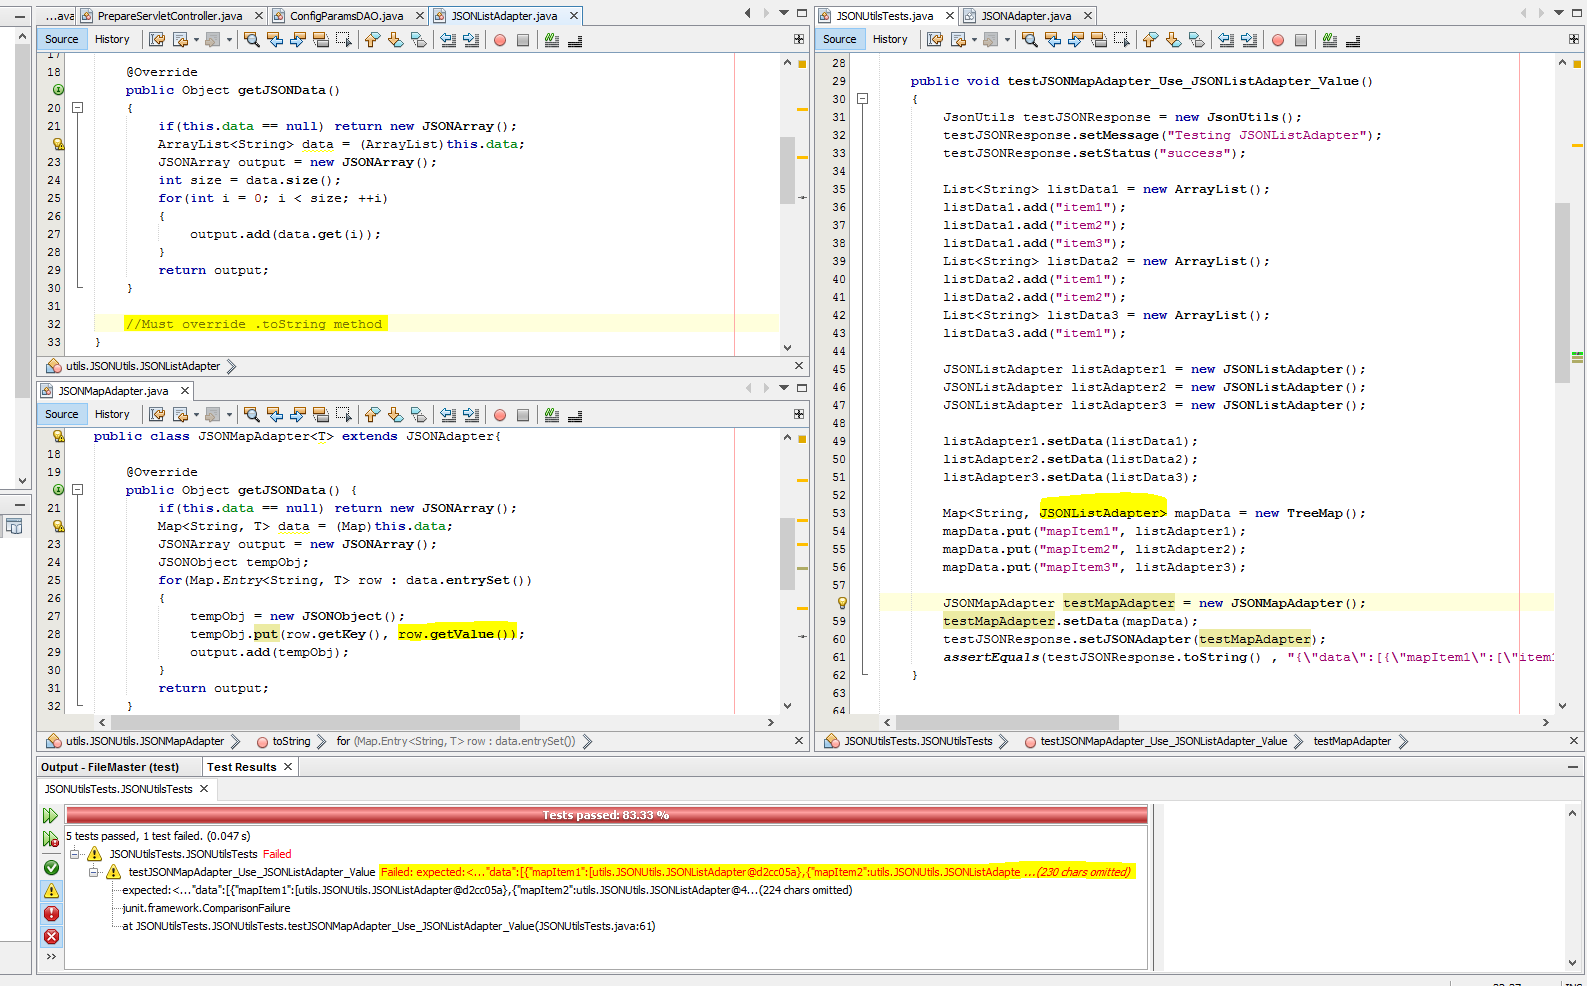 ...ava
PrepareServletController.java
ConfigParamsDAO.java
JSONListAdapter.java
Source
History
17
18 @Override
public Object getJSONData()
20 {
21 if(this.data == null) return new JSONArray();
ArrayList<String> data = (ArrayList)this.data;
23 JSONArray output = new JSONArray();
24 int size = data.size();
25 for(int i = 0; i < size; ++i)
26 {
27 output.add(data.get(i));
28 }
29 return output;
30 }
31
32 //Must override .toString method
33 }
utils.JSONUtils.JSONListAdapter
JSONMapAdapter.java
Source
History
public class JSONMapAdapter<T> extends JSONAdapter{
18
19 @Override
public Object getJSONData() {
21 if(this.data == null) return new JSONArray();
Map<String, T> data = (Map)this.data;
23 JSONArray output = new JSONArray();
24 JSONObject tempObj;
25 for(Map.Entry<String, T> row : data.entrySet())
26 {
27 tempObj = new JSONObject();
28 tempObj.put(row.getKey(), row.getValue());
29 output.add(tempObj);
30 }
31 return output;
32 }
utils.JSONUtils.JSONMapAdapter
toString
for (Map.Entry<String, T> row : data.entrySet())
JSONUtilsTests.java
JSONAdapter.java
Source
History
28
29 public void testJSONMapAdapter_Use_JSONListAdapter_Value()
30 {
31 JsonUtils testJSONResponse = new JsonUtils();
32 testJSONResponse.setMessage("Testing JSONListAdapter");
33 testJSONResponse.setStatus("success");
34
35 List<String> listData1 = new ArrayList();
36 listData1.add("item1");
37 listData1.add("item2");
38 listData1.add("item3");
39 List<String> listData2 = new ArrayList();
40 listData2.add("item1");
41 listData2.add("item2");
42 List<String> listData3 = new ArrayList();
43 listData3.add("item1");
44
45 JSONListAdapter listAdapter1 = new JSONListAdapter();
46 JSONListAdapter listAdapter2 = new JSONListAdapter();
47 JSONListAdapter listAdapter3 = new JSONListAdapter();
48
49 listAdapter1.setData(listData1);
50 listAdapter2.setData(listData2);
51 listAdapter3.setData(listData3);
52
53 Map<String, JSONListAdapter> mapData = new TreeMap();
54 mapData.put("mapItem1", listAdapter1);
55 mapData.put("mapItem2", listAdapter2);
56 mapData.put("mapItem3", listAdapter3);
57
JSONMapAdapter testMapAdapter = new JSONMapAdapter();
59 testMapAdapter.setData(mapData);
60 testJSONResponse.setJSONAdapter(testMapAdapter);
61 assertEquals(testJSONResponse.toString() , "{\"data\":[{\"mapItem1\":[\"item1
62 }
63
64
JSONUtilsTests.JSONUtilsTests
testJSONMapAdapter_Use_JSONListAdapter_Value
testMapAdapter
Output - FileMaster (test)
Test Results
JSONUtilsTests.JSONUtilsTests
Tests passed: 83.33 %
5 tests passed, 1 test failed. (0.047 s)
JSONUtilsTests.JSONUtilsTests Failed
testJSONMapAdapter_Use_JSONListAdapter_Value Failed: expected:<..."data":[{"mapItem1":[utils.JSONUtils.JSONListAdapter@d2cc05a},{"mapItem2":utils.JSONUtils.JSONListAdapte ...(230 chars omitted)
expected:<..."data":[{"mapItem1":[utils.JSONUtils.JSONListAdapter@d2cc05a},{"mapItem2":utils.JSONUtils.JSONListAdapter@4...(224 chars omitted)
junit.framework.ComparisonFailure
at JSONUtilsTests.JSONUtilsTests.testJSONMapAdapter_Use_JSONListAdapter_Value(JSONUtilsTests.java:61)